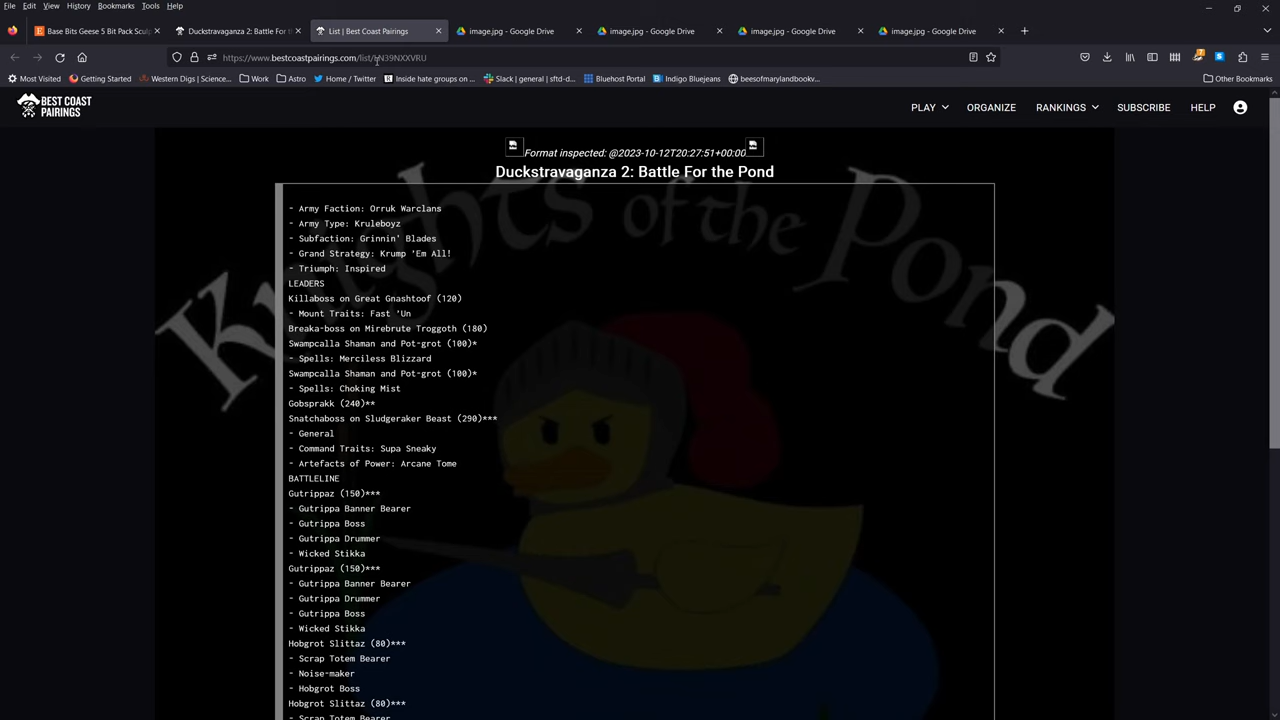 File Edit View History Bookmarks Tools Help
Base Bits Geese 5 Bit Pack Sculp
Duckstravaganza 2: Battle For th
List | Best Coast Pairings
image.jpg - Google Drive
image.jpg - Google Drive
image.jpg - Google Drive
image.jpg - Google Drive
Most Visited Getting Started Western Digs | Science... Work Astro Home / Twitter Inside hate groups on ... Slack | general | sftd-d... Bluehost Portal Indigo Bluejeans beesofmarylandbookv... Other Bookmarks
BEST COAST PAIRINGS
PLAY ORGANIZE RANKINGS SUBSCRIBE HELP
Format inspected: @2023-10-12T20:27:51+00:00
Duckstravaganza 2: Battle For the Pond
Knights of the Pond
- Army Faction: Orruk Warclans
- Army Type: Kruleboyz
- Subfaction: Grinnin' Blades
- Grand Strategy: Krump 'Em All!
- Triumph: Inspired
LEADERS
Killaboss on Great Gnashtoof (120)
- Mount Traits: Fast 'Un
Breaka-boss on Mirebrute Troggoth (180)
Swampcalla Shaman and Pot-grot (100)*
- Spells: Merciless Blizzard
Swampcalla Shaman and Pot-grot (100)*
- Spells: Choking Mist
Gobsprakk (240)**
Snatchaboss on Sludgeraker Beast (290)***
- General
- Command Traits: Supa Sneaky
- Artefacts of Power: Arcane Tome
BATTLELINE
Gutrippaz (150)***
- Gutrippa Banner Bearer
- Gutrippa Boss
- Gutrippa Drummer
- Wicked Stikka
Gutrippaz (150)***
- Gutrippa Banner Bearer
- Gutrippa Drummer
- Gutrippa Boss
- Wicked Stikka
Hobgrot Slittaz (80)***
- Scrap Totem Bearer
- Noise-maker
- Hobgrot Boss
Hobgrot Slittaz (80)***
- Scrap Totem Bearer